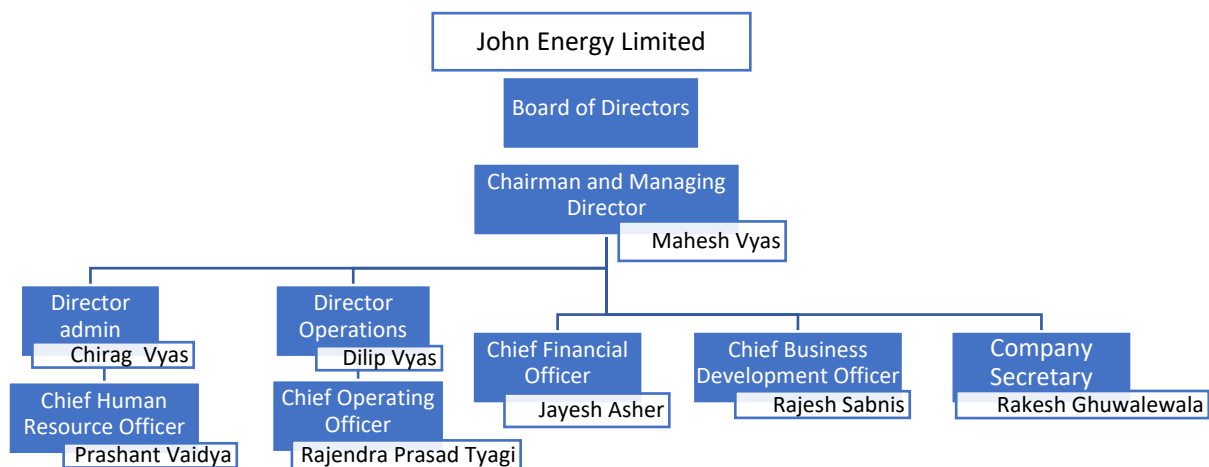 John Energy Limited
Board of Directors
Chairman and Managing
Director
Mahesh Vyas
Director
admin
Chirag Vyas
Director
Operations
Dilip Vyas
Chief Financial
Officer
Jayesh Asher
Chief Business
Development Officer
Rajesh Sabnis
Company
Secretary
Rakesh Ghuwalewala
Chief Human
Resource Officer
Prashant Vaidya
Chief Operating
Officer
Rajendra Prasad Tyagi